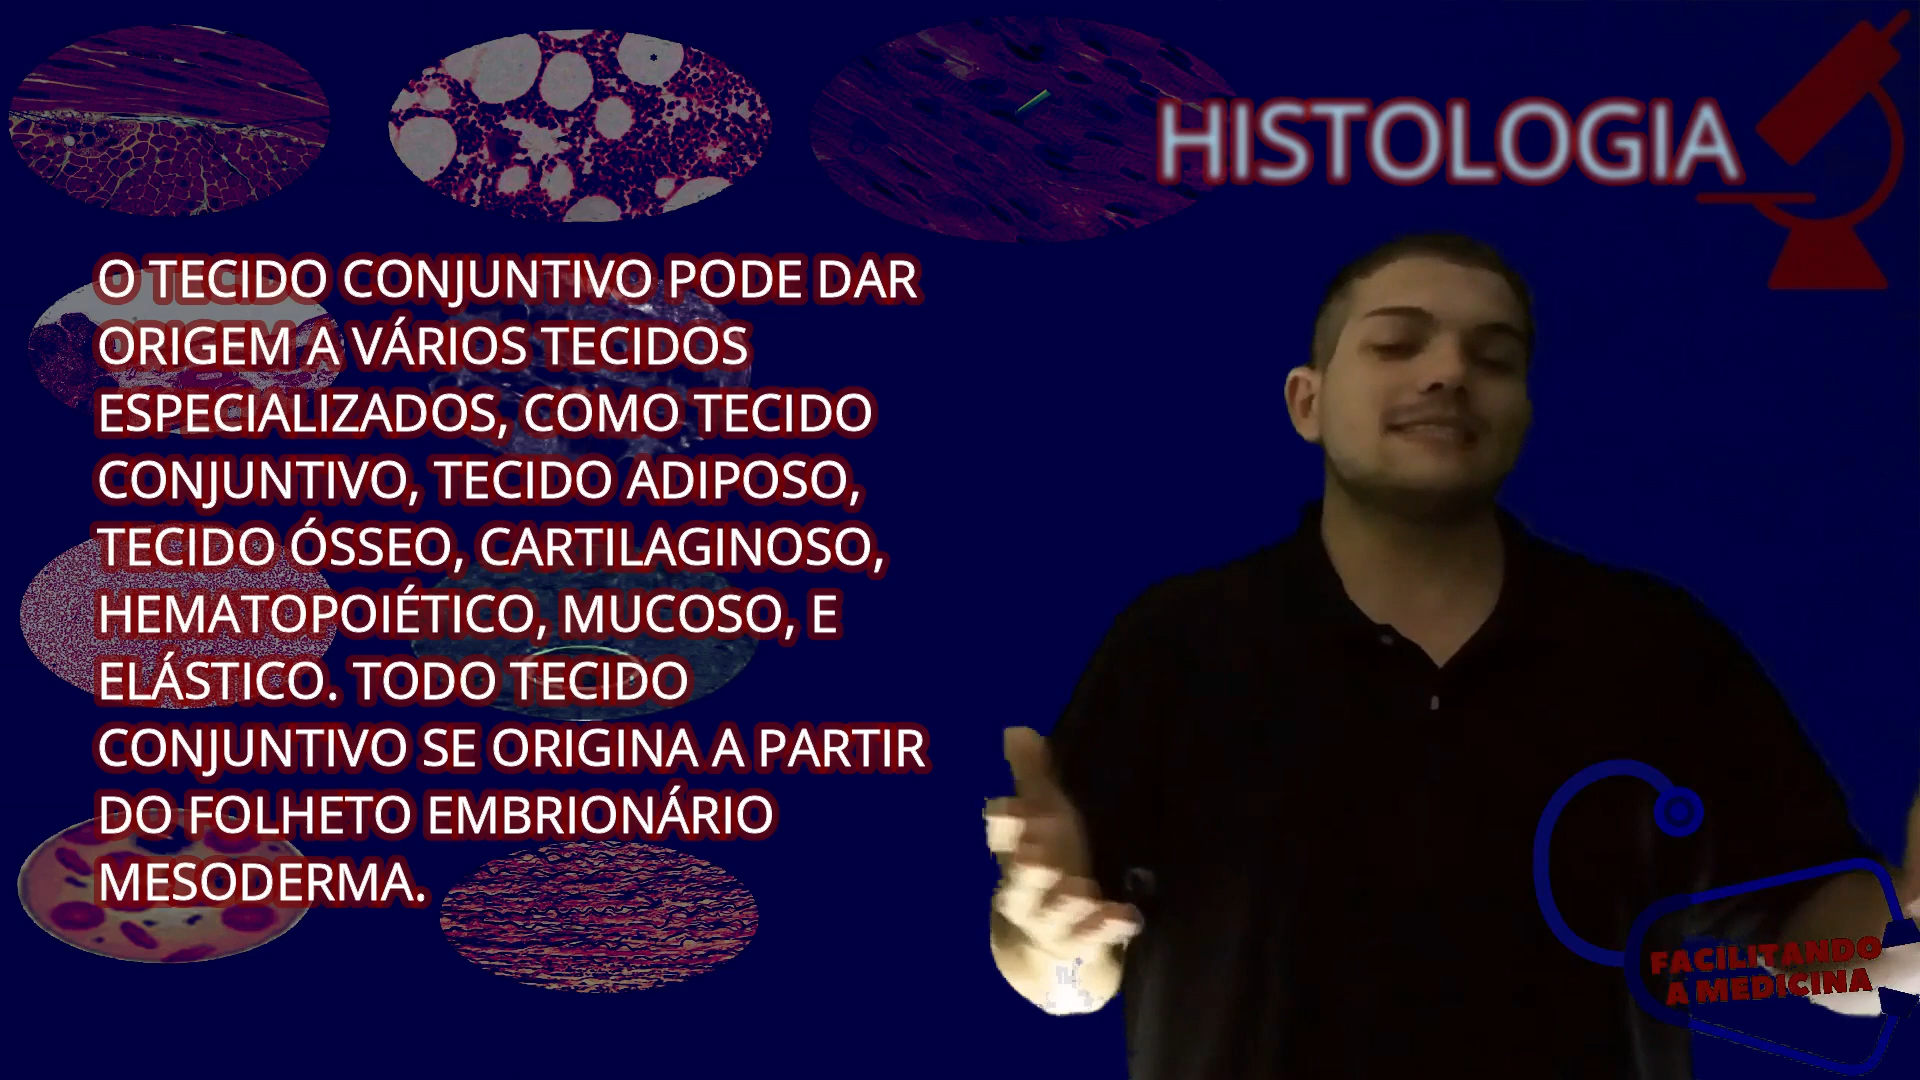 HISTOLOGIA
O TECIDO CONJUNTIVO PODE DAR
ORIGEM A VÁRIOS TECIDOS
ESPECIALIZADOS, COMO TECIDO
CONJUNTIVO, TECIDO ADIPOSO,
TECIDO ÓSSEO, CARTILAGINOSO,
HEMATOPOIÉTICO, MUCOSO, E
ELÁSTICO. TODO TECIDO
CONJUNTIVO SE ORIGINA A PARTIR
DO FOLHETO EMBRIONÁRIO
MESODERMA.
FACILITANDO
A MEDICINA